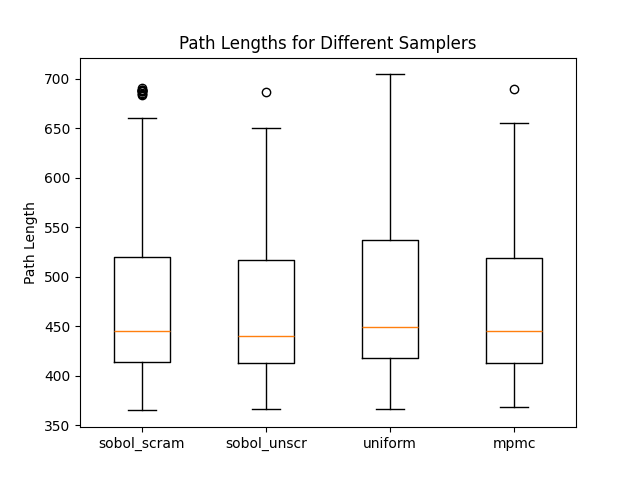 Path Lengths for Different Samplers
Path Length
700
650
600
550
500
450
400
350
sobol_scram sobol_unscr uniform mpmc